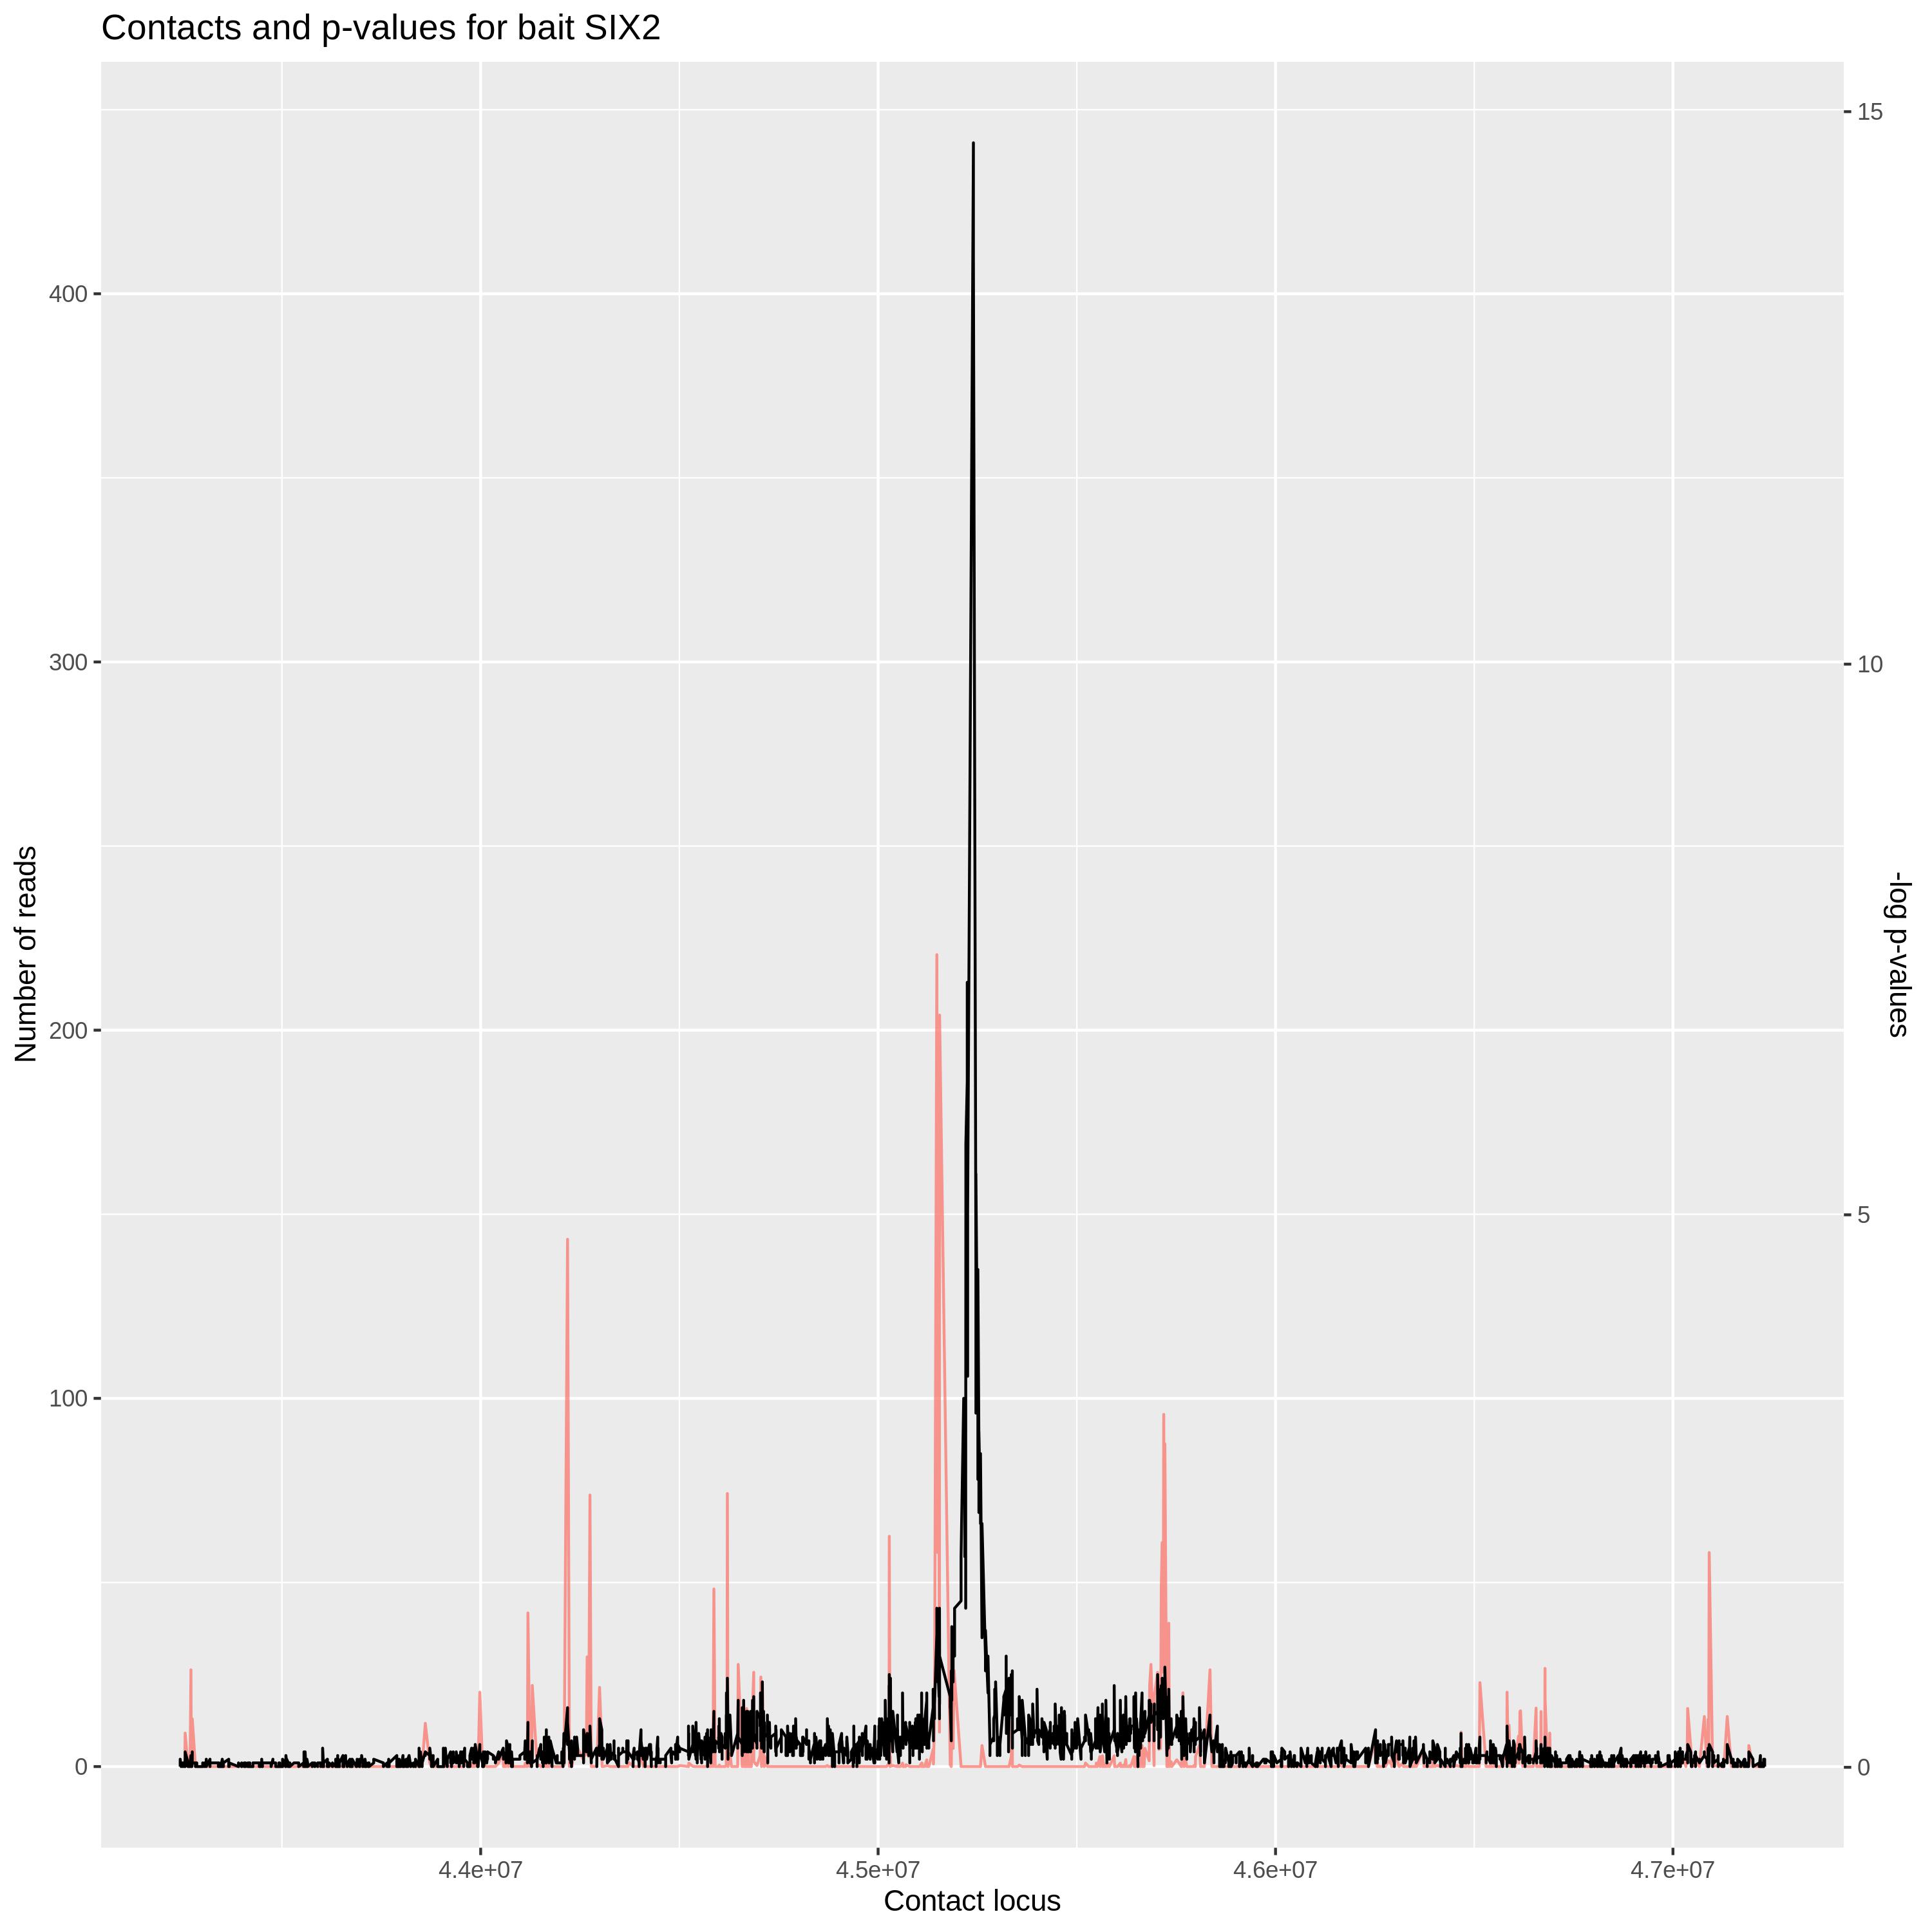 Contacts and p-values for bait SIX2
15
400
300
10
Number of reads
-log p-values
200
5
100
0
0
4.4e+07
4.5e+07
4.6e+07
4.7e+07
Contact locus